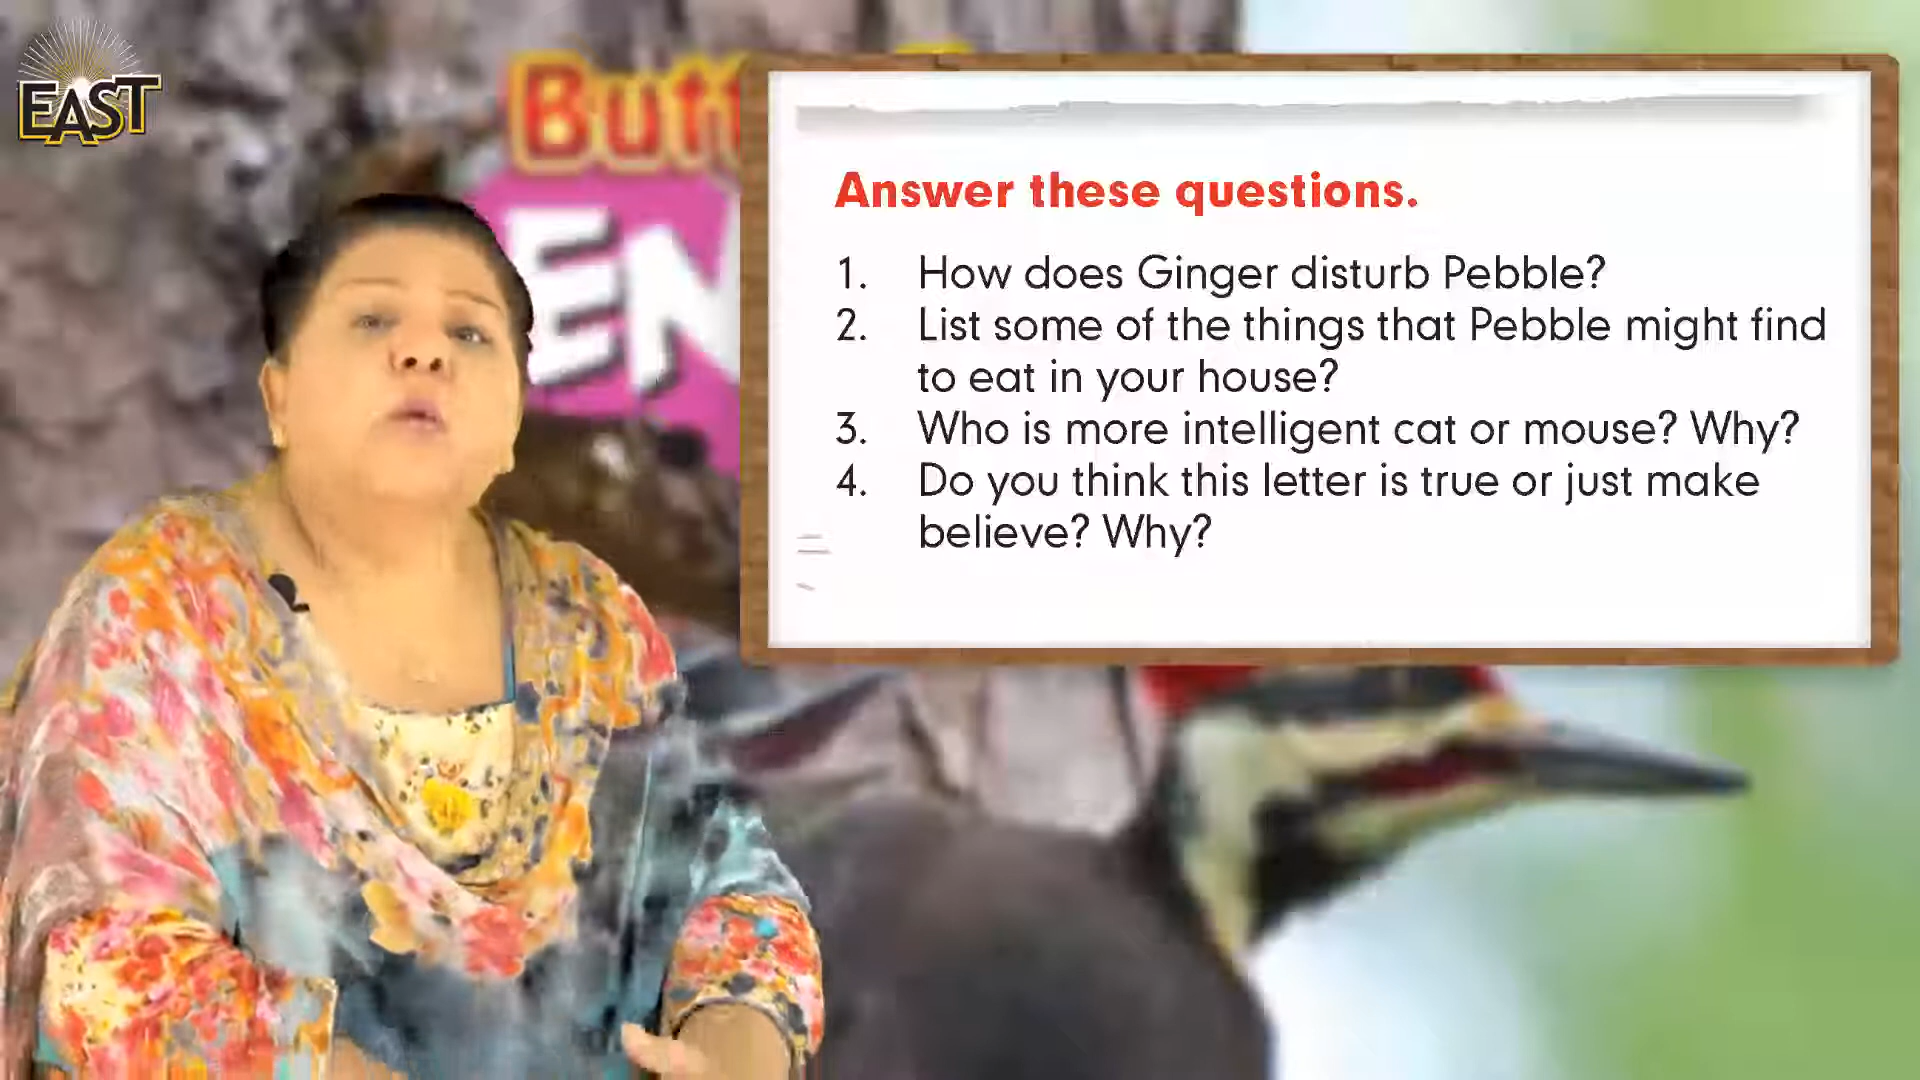 EAST
Butt
EN
Answer these questions.
1. How does Ginger disturb Pebble?
2. List some of the things that Pebble might find
to eat in your house?
3. Who is more intelligent cat or mouse? Why?
4. Do you think this letter is true or just make
believe? Why?